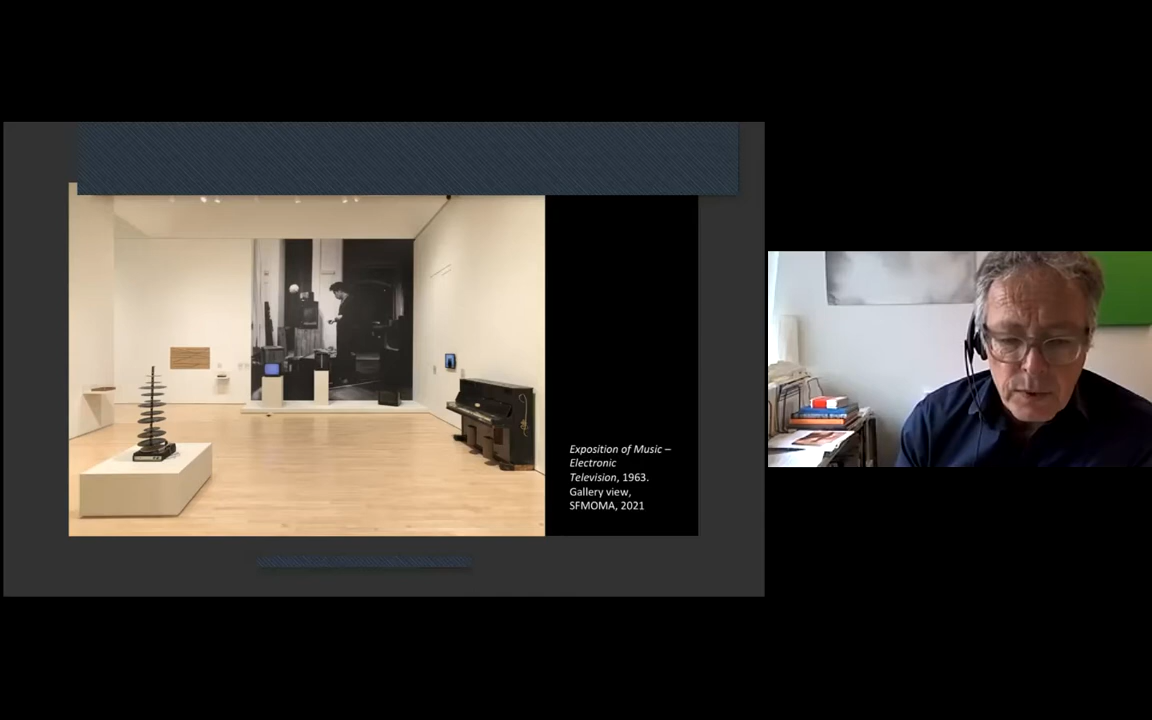 Exposition of Music –
Electronic
Television, 1963.
Gallery view,
SFMOMA, 2021